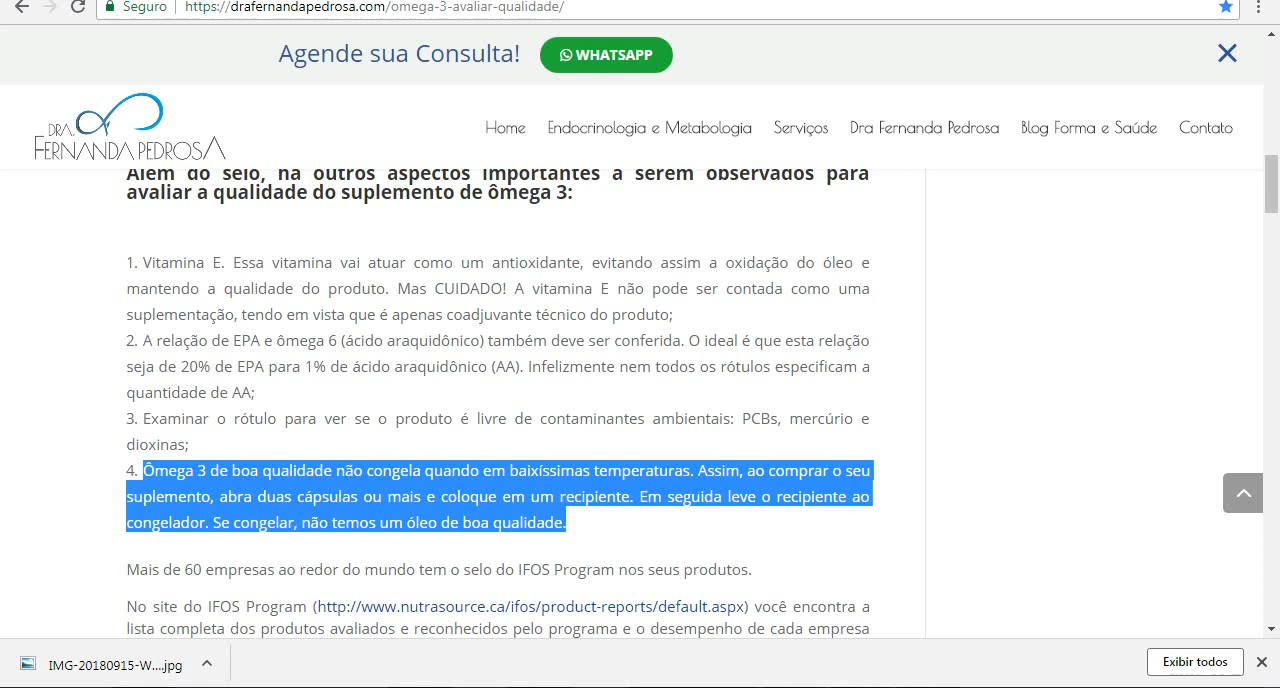 Seguro
https://drafernandapedrosa.com/omega-3-avaliar-qualidade/
Agende sua Consulta!
WHATSAPP
DRA.
FERNANDA PEDROSA
Home
Endocrinologia e Metabologia
Serviços
Dra Fernanda Pedrosa
Blog Forma e Saúde
Contato
Além do selo, há outros aspectos importantes a serem observados para
avaliar a qualidade do suplemento de ômega 3:
1. Vitamina E. Essa vitamina vai atuar como um antioxidante, evitando assim a oxidação do óleo e
mantendo a qualidade do produto. Mas CUIDADO! A vitamina E não pode ser contada como uma
suplementação, tendo em vista que é apenas coadjuvante técnico do produto;
2. A relação de EPA e ômega 6 (ácido araquidônico) também deve ser conferida. O ideal é que esta relação
seja de 20% de EPA para 1% de ácido araquidônico (AA). Infelizmente nem todos os rótulos especificam a
quantidade de AA;
3. Examinar o rótulo para ver se o produto é livre de contaminantes ambientais: PCBs, mercúrio e
dioxinas;
4. Ômega 3 de boa qualidade não congela quando em baixíssimas temperaturas. Assim, ao comprar o seu
suplemento, abra duas cápsulas ou mais e coloque em um recipiente. Em seguida leve o recipiente ao
congelador. Se congelar, não temos um óleo de boa qualidade.
Mais de 60 empresas ao redor do mundo tem o selo do IFOS Program nos seus produtos.
No site do IFOS Program (http://www.nutrasource.ca/ifos/product-reports/default.aspx) você encontra a
lista completa dos produtos avaliados e reconhecidos pelo programa e o desempenho de cada empresa
IMG-20180915-W....jpg
Exibir todos